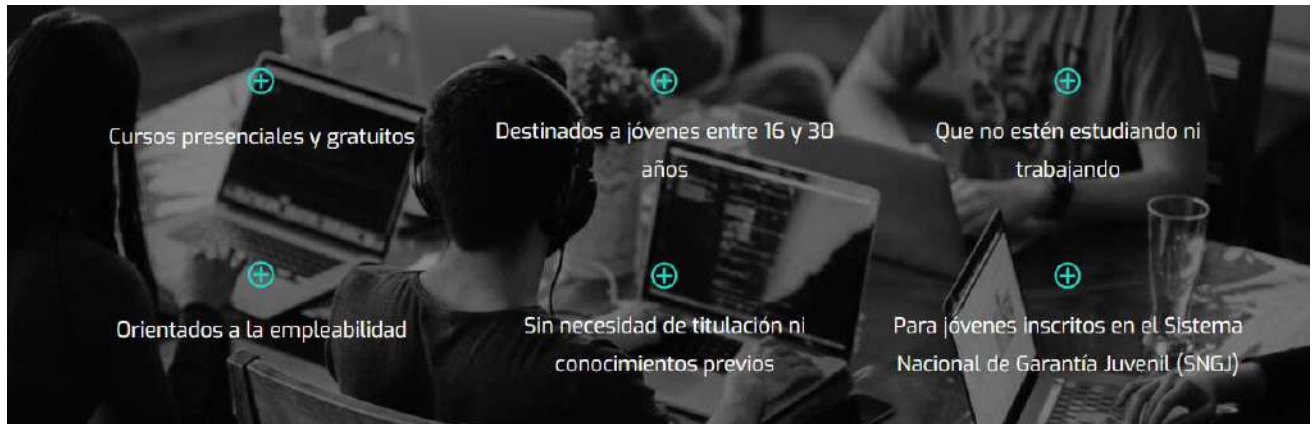 Cursos presenciales y gratuitos
Destinados a jóvenes entre 16 y 30
años
Que no estén estudiando ni
trabajando
Orientados a la empleabilidad
Sin necesidad de titulación ni
conocimientos previos
Para jóvenes inscritos en el Sistema
Nacional de Garantía Juvenil (SNGJ)